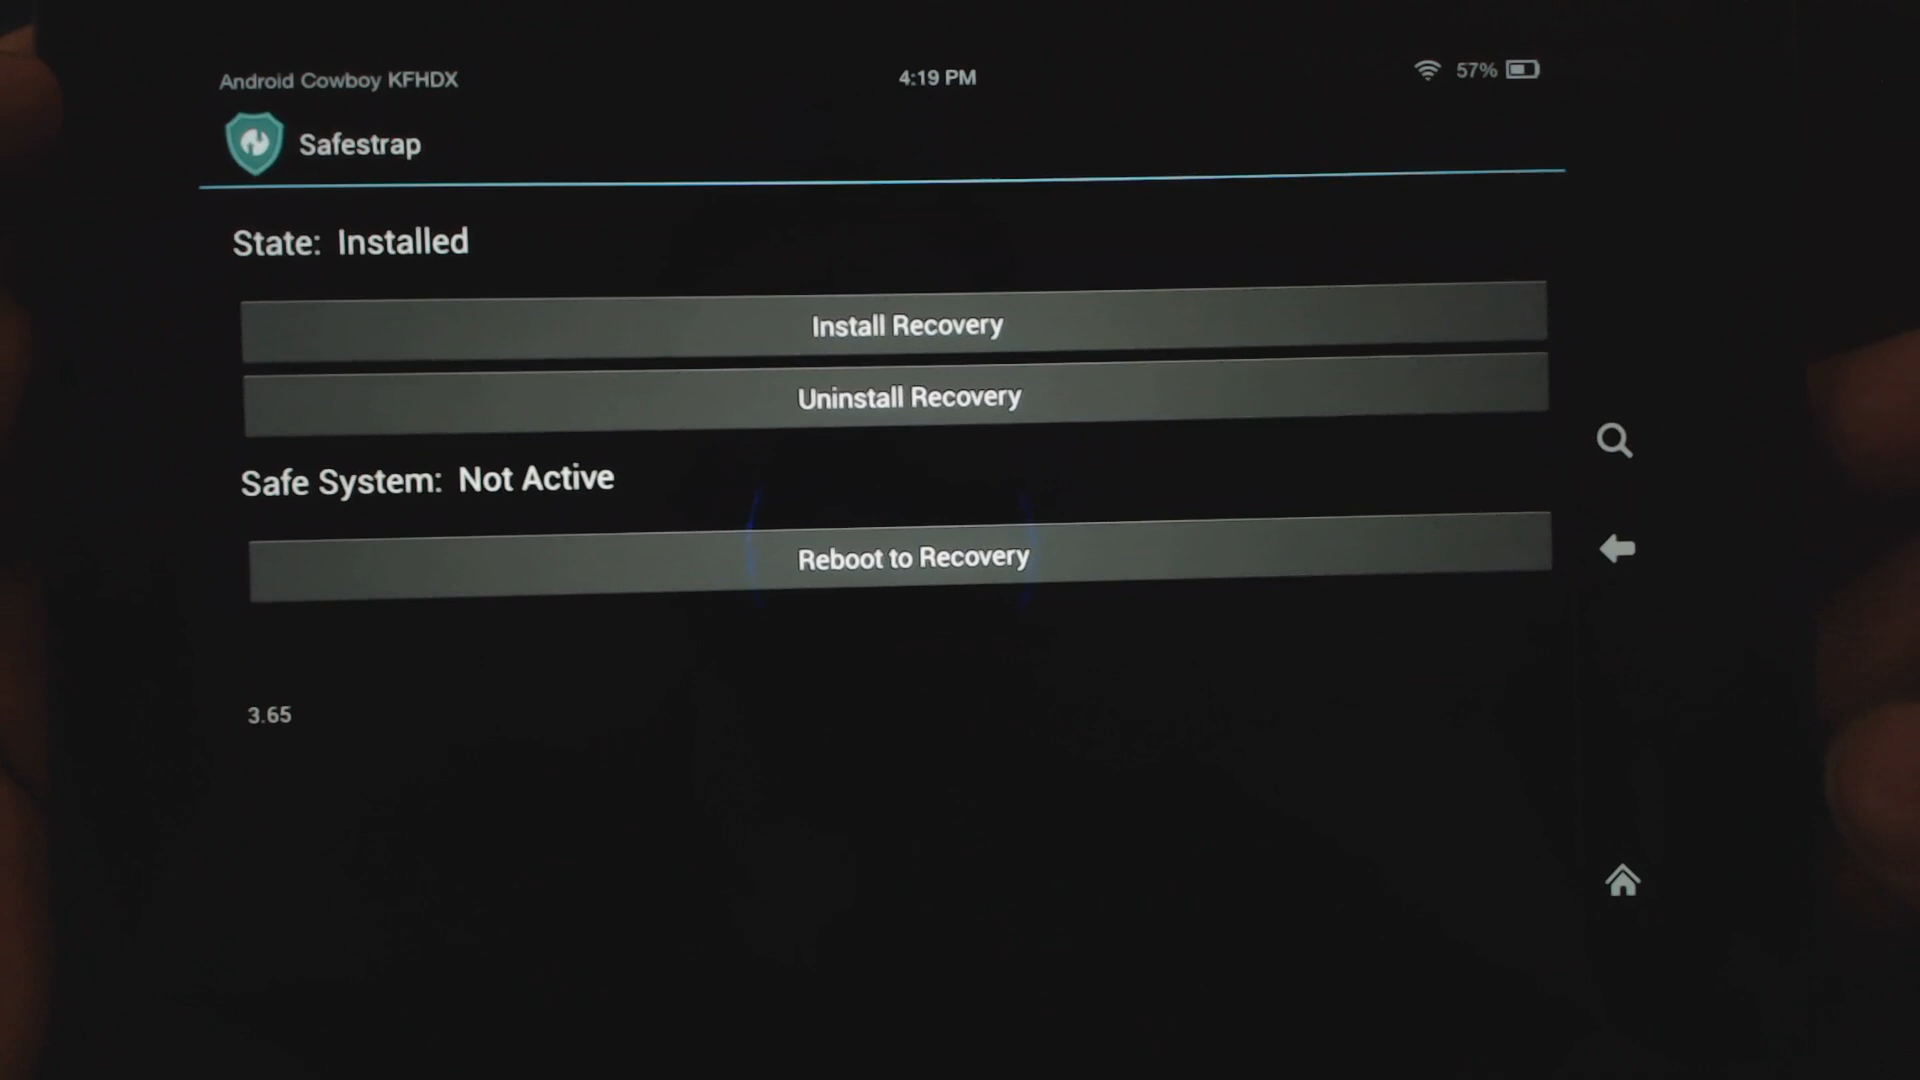 Android Cowboy KFHDX
4:19 PM
57%
Safestrap
State: Installed
Install Recovery
Uninstall Recovery
Safe System: Not Active
Reboot to Recovery
3.65